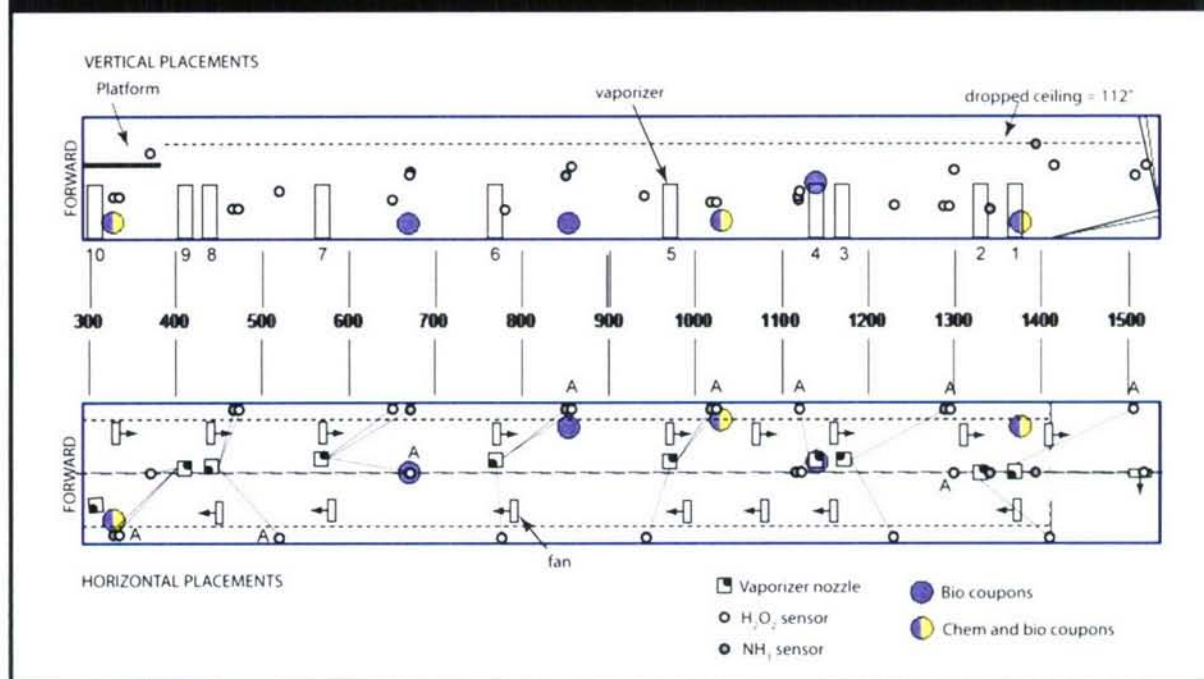 VERTICAL PLACEMENTS
Platform
vaporizer
dropped ceiling = 112"
FORWARD
10 9 8 7 6 5 4 3 2 1
300 400 500 600 700 800 900 1000 1100 1200 1300 1400 1500
A A A A A
FORWARD
A
A
A A
fan
HORIZONTAL PLACEMENTS
Vaporizer nozzle
Bio coupons
H₂O₂ sensor
Chem and bio coupons
NH₃ sensor